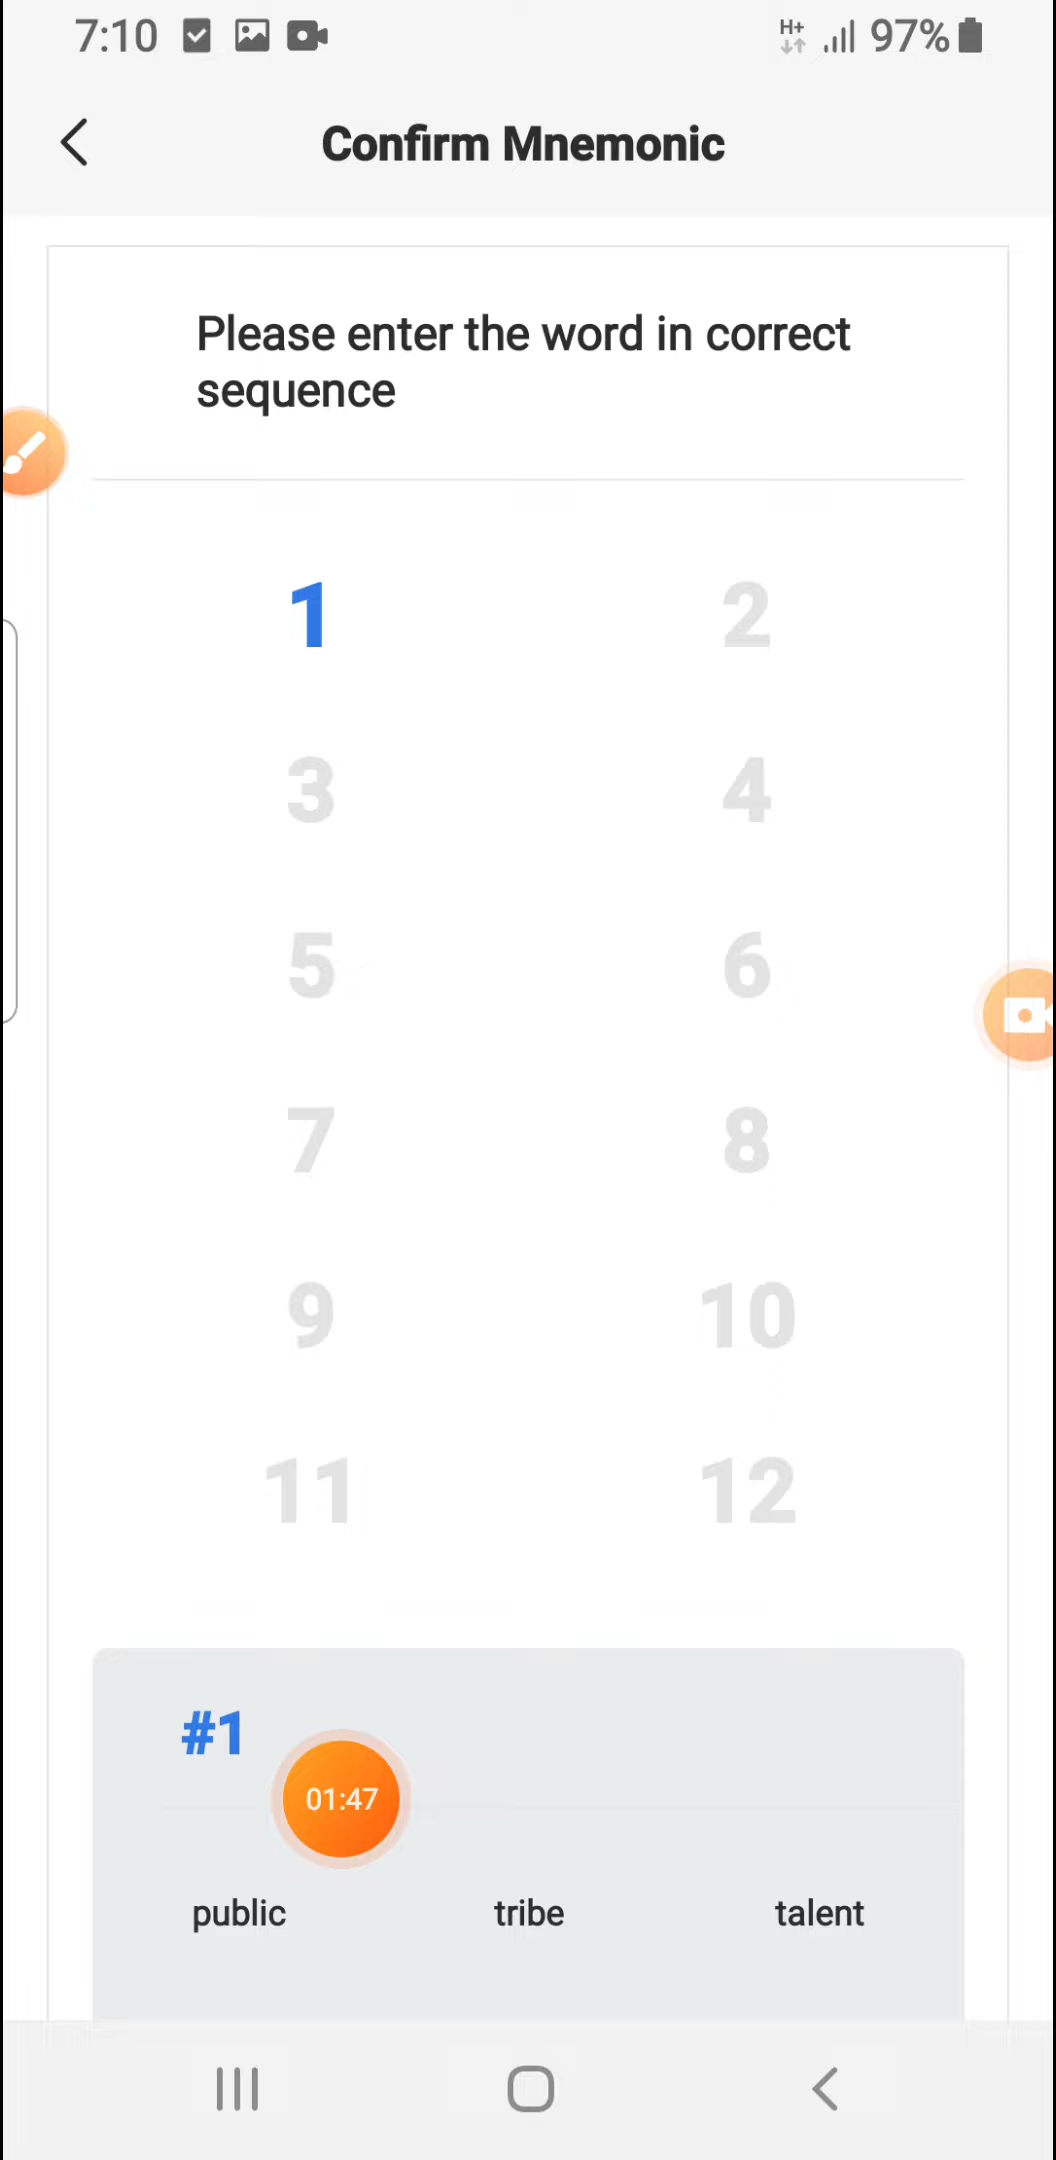 7:10 H+ 97%
Confirm Mnemonic
Please enter the word in correct
sequence
1 2
3 4
5 6
7 8
9 10
11 12
#1
01:47
public tribe talent